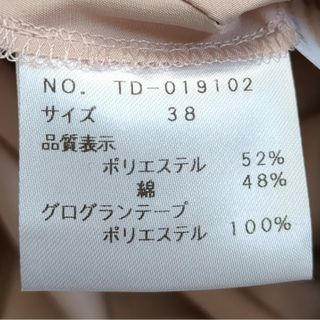 NO. TD-019102
サイズ 38
品質表示
ポリエステル 52%
綿 48%
グログランテープ
ポリエステル 100%